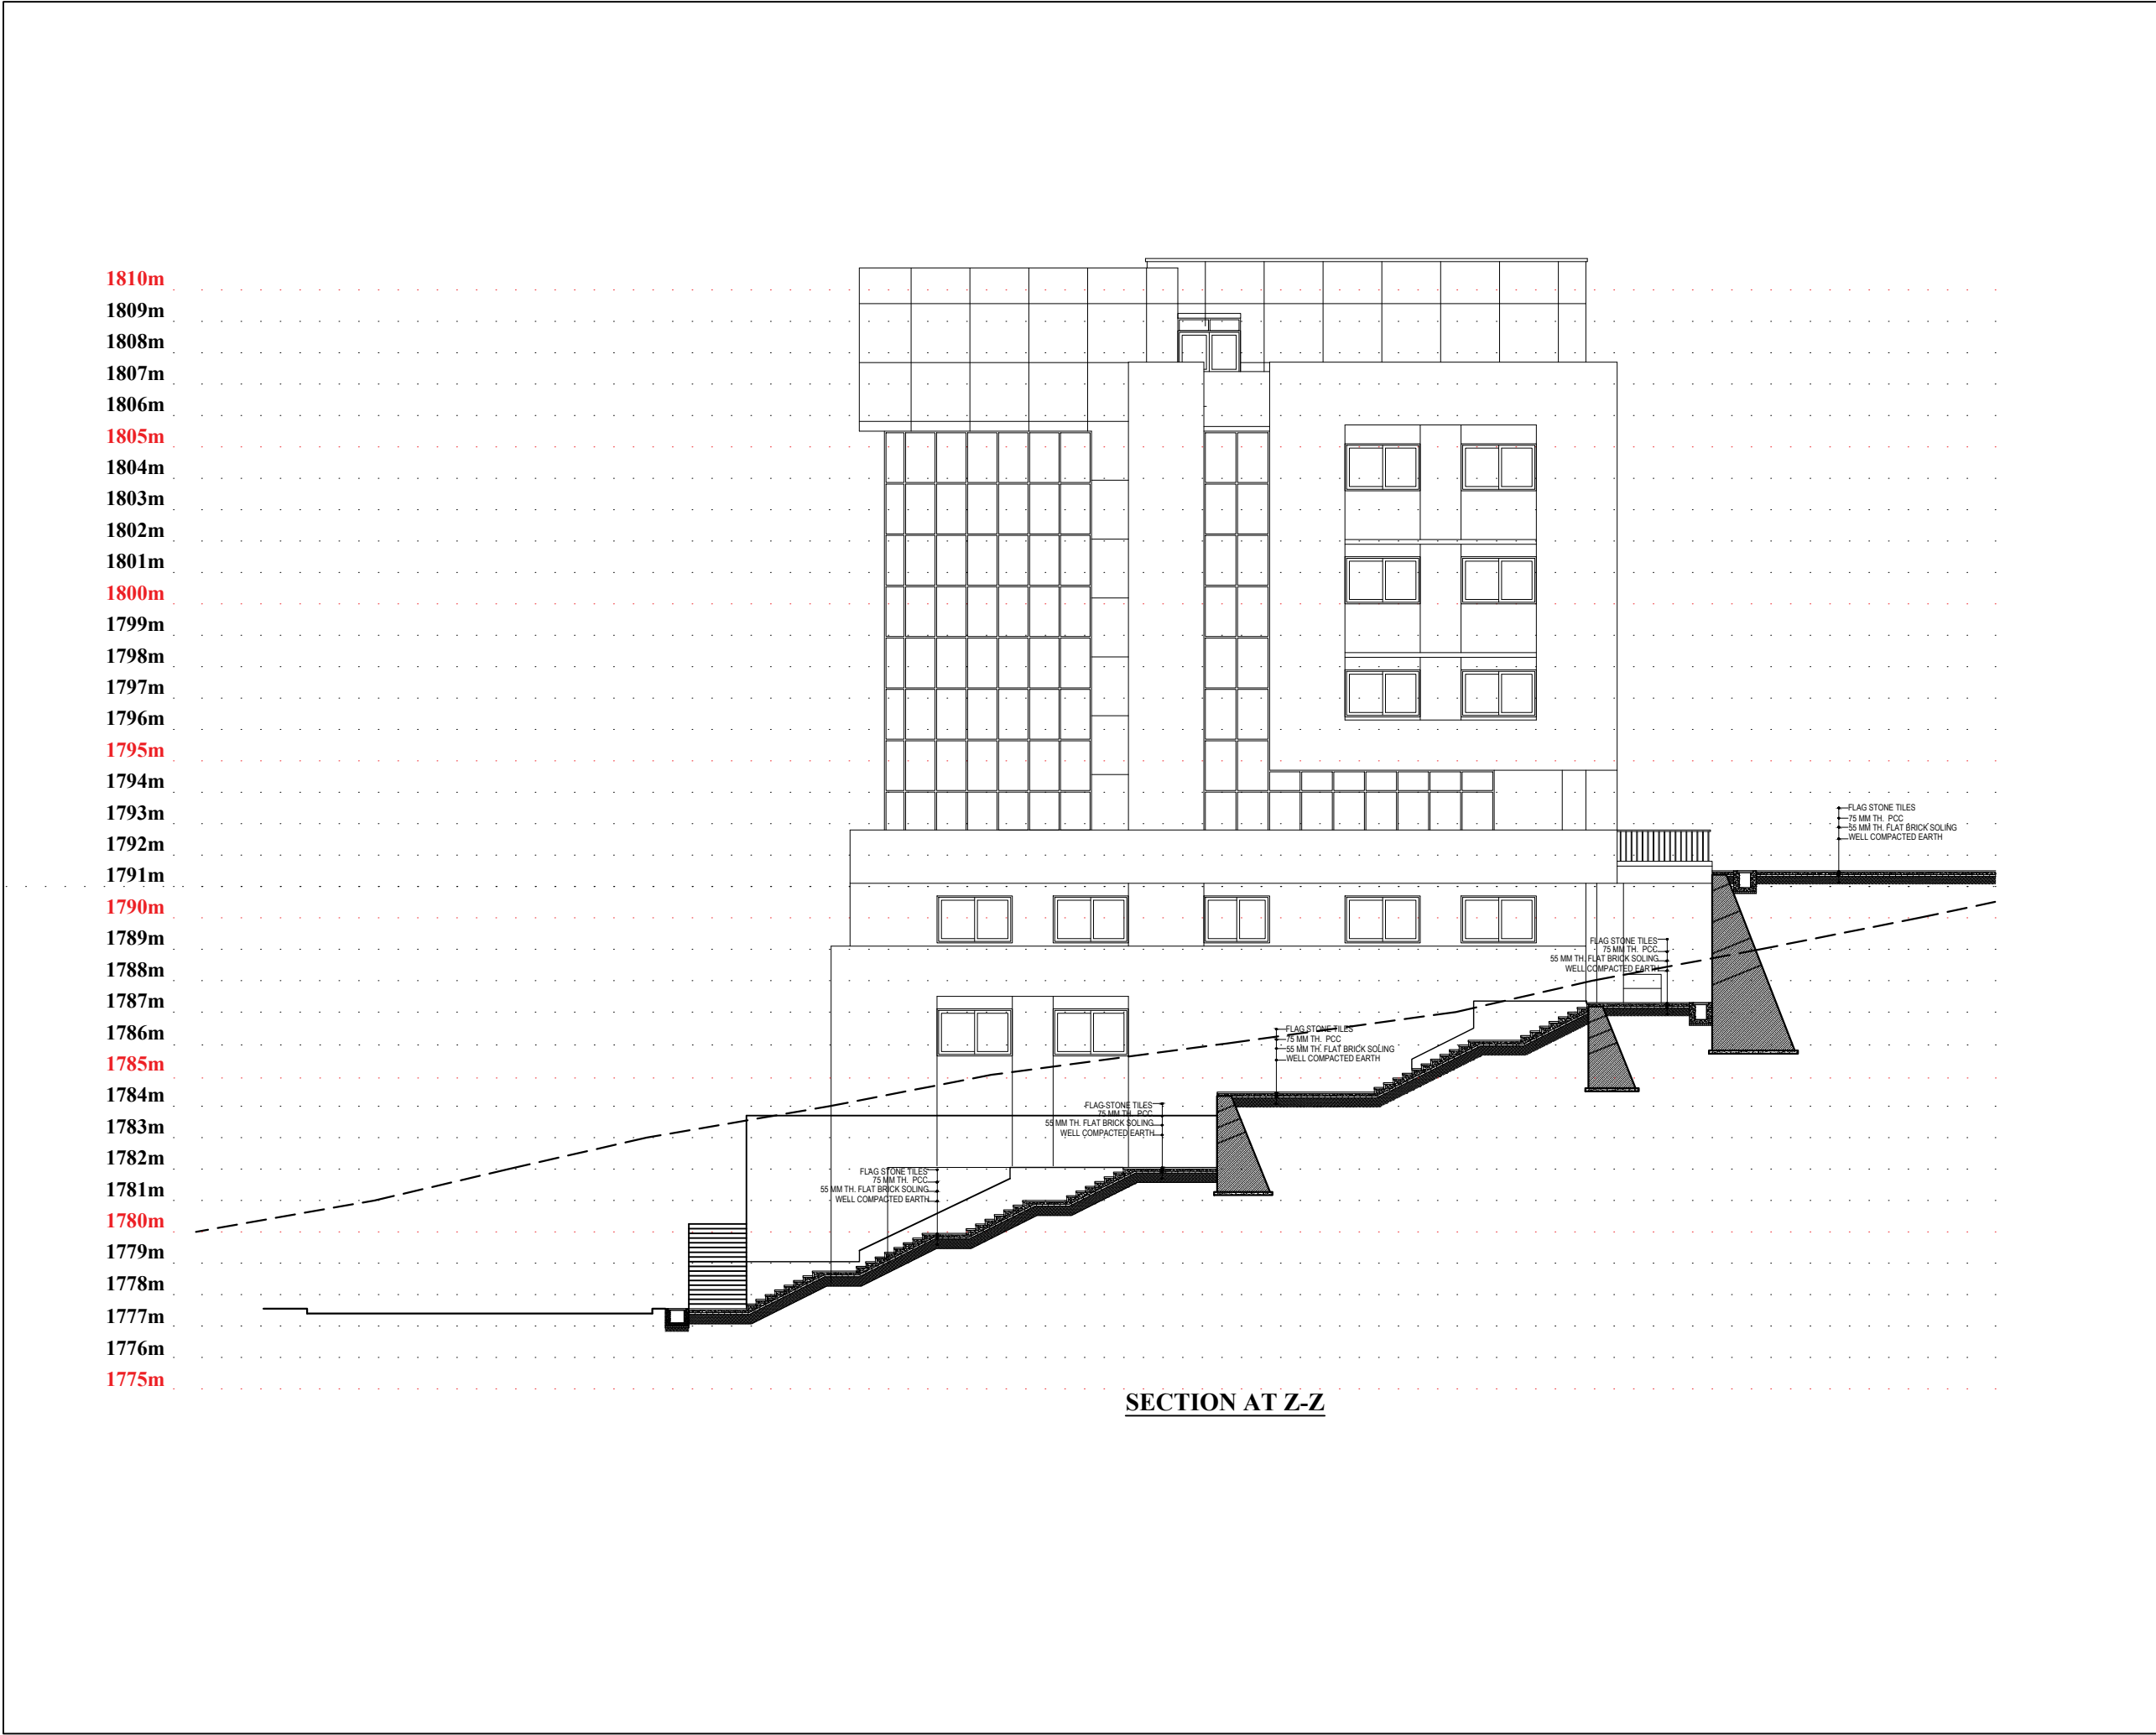 1810m
1809m
1808m
1807m
1806m
1805m
1804m
1803m
1802m
1801m
1800m
1799m
1798m
1797m
1796m
1795m
1794m
1793m
FLAG STONE TILES
75 MM TH. PCC
55 MM TH. FLAT BRICK SOLING
WELL COMPACTED EARTH
1792m
1791m
1790m
1789m
FLAG STONE TILES
75 MM TH. PCC
55 MM TH. FLAT BRICK SOLING
WELL COMPACTED EARTH
1788m
1787m
1786m
FLAG STONE TILES
75 MM TH. PCC
55 MM TH. FLAT BRICK SOLING
WELL COMPACTED EARTH
1785m
1784m
FLAG STONE TILES
75 MM TH. PCC
55 MM TH. FLAT BRICK SOLING
WELL COMPACTED EARTH
1783m
1782m
FLAG STONE TILES
75 MM TH. PCC
55 MM TH. FLAT BRICK SOLING
WELL COMPACTED EARTH
1781m
1780m
1779m
1778m
1777m
1776m
1775m
SECTION AT Z-Z